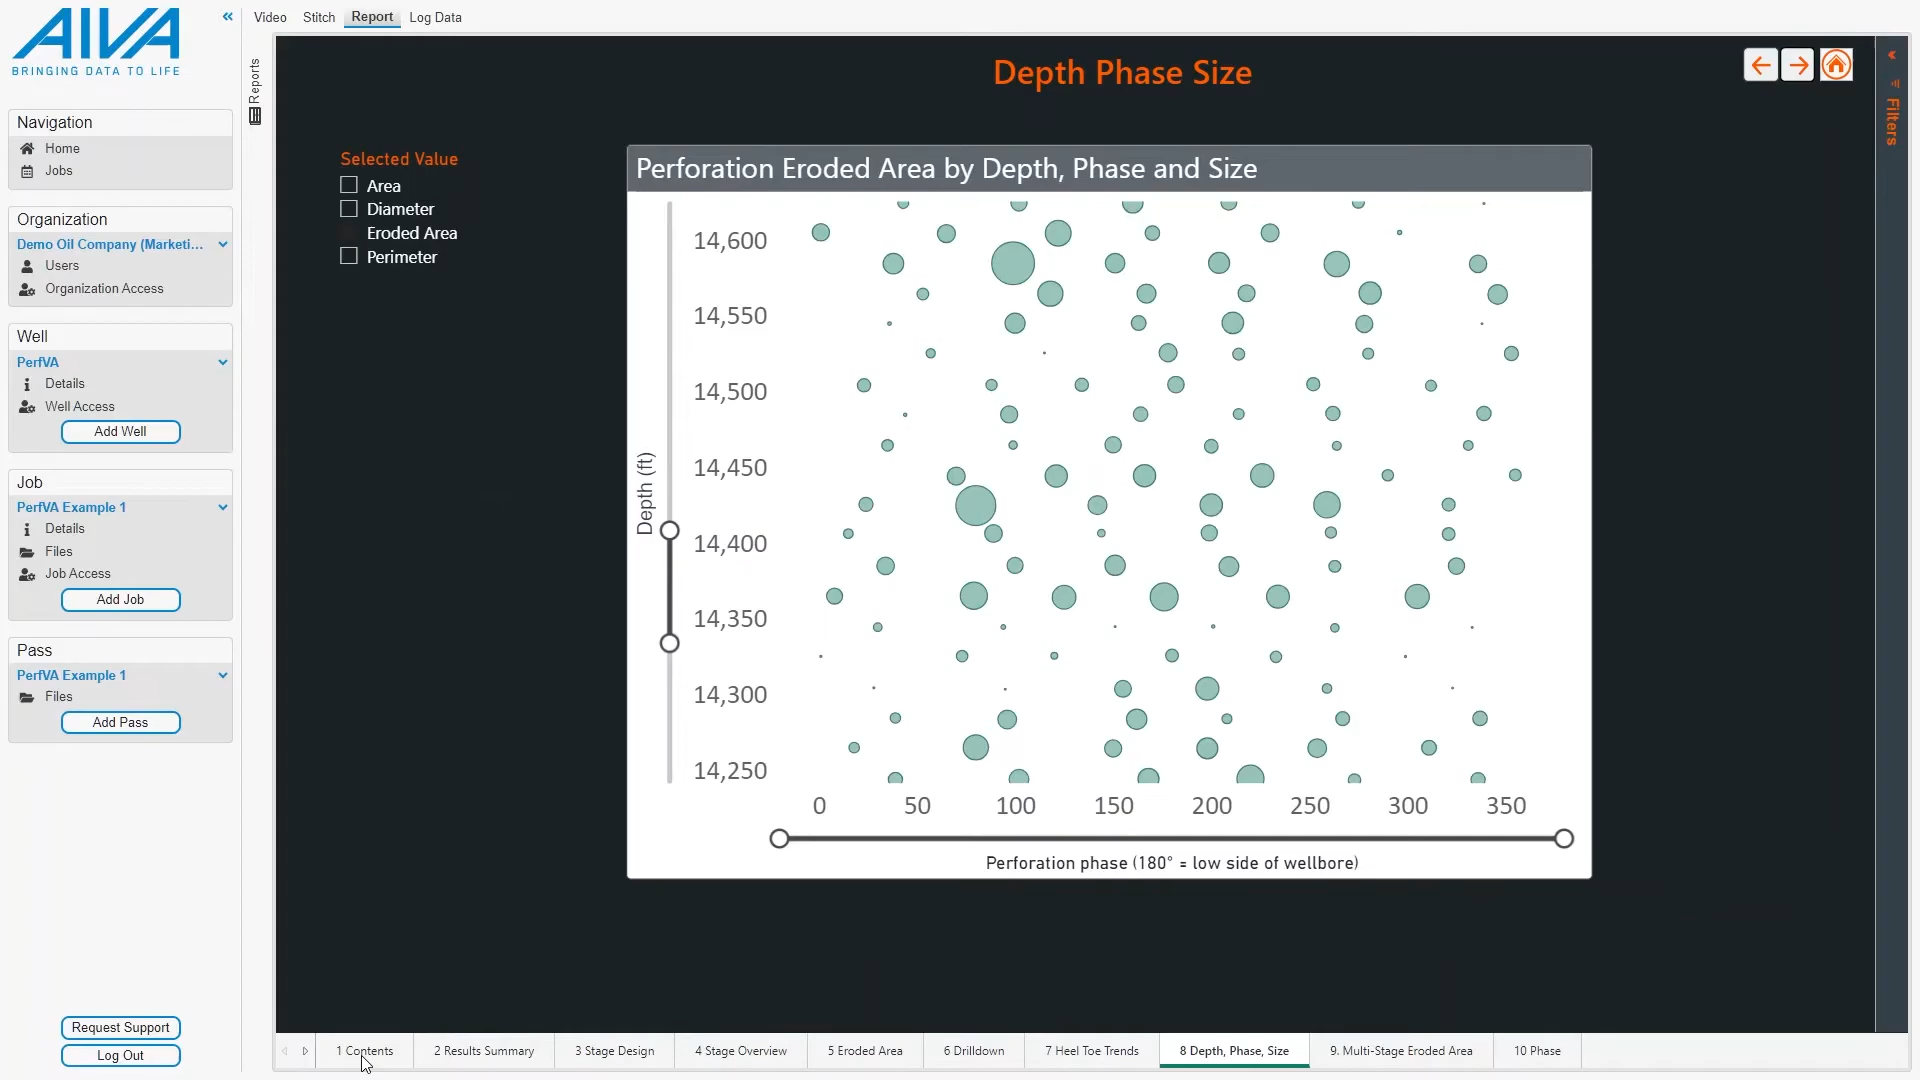 AIVA
BRINGING DATA TO LIFE
«
Video
Stitch
Report
Log Data
Navigation
Home
Jobs
Organization
Demo Oil Company (Marketi...
Users
Organization Access
Well
PerfVA
Details
Well Access
Add Well
Job
PerfVA Example 1
Details
Files
Job Access
Add Job
Pass
PerfVA Example 1
Files
Add Pass
Request Support
Log Out
Reports
Depth Phase Size
Filters
Selected Value
Area
Diameter
Eroded Area
Perimeter
Perforation Eroded Area by Depth, Phase and Size
Depth (ft)
14,600
14,550
14,500
14,450
14,400
14,350
14,300
14,250
0 50 100 150 200 250 300 350
Perforation phase (180° = low side of wellbore)
1 Contents
2 Results Summary
3 Stage Design
4 Stage Overview
5 Eroded Area
6 Drilldown
7 Heel Toe Trends
8 Depth, Phase, Size
9. Multi-Stage Eroded Area
10 Phase